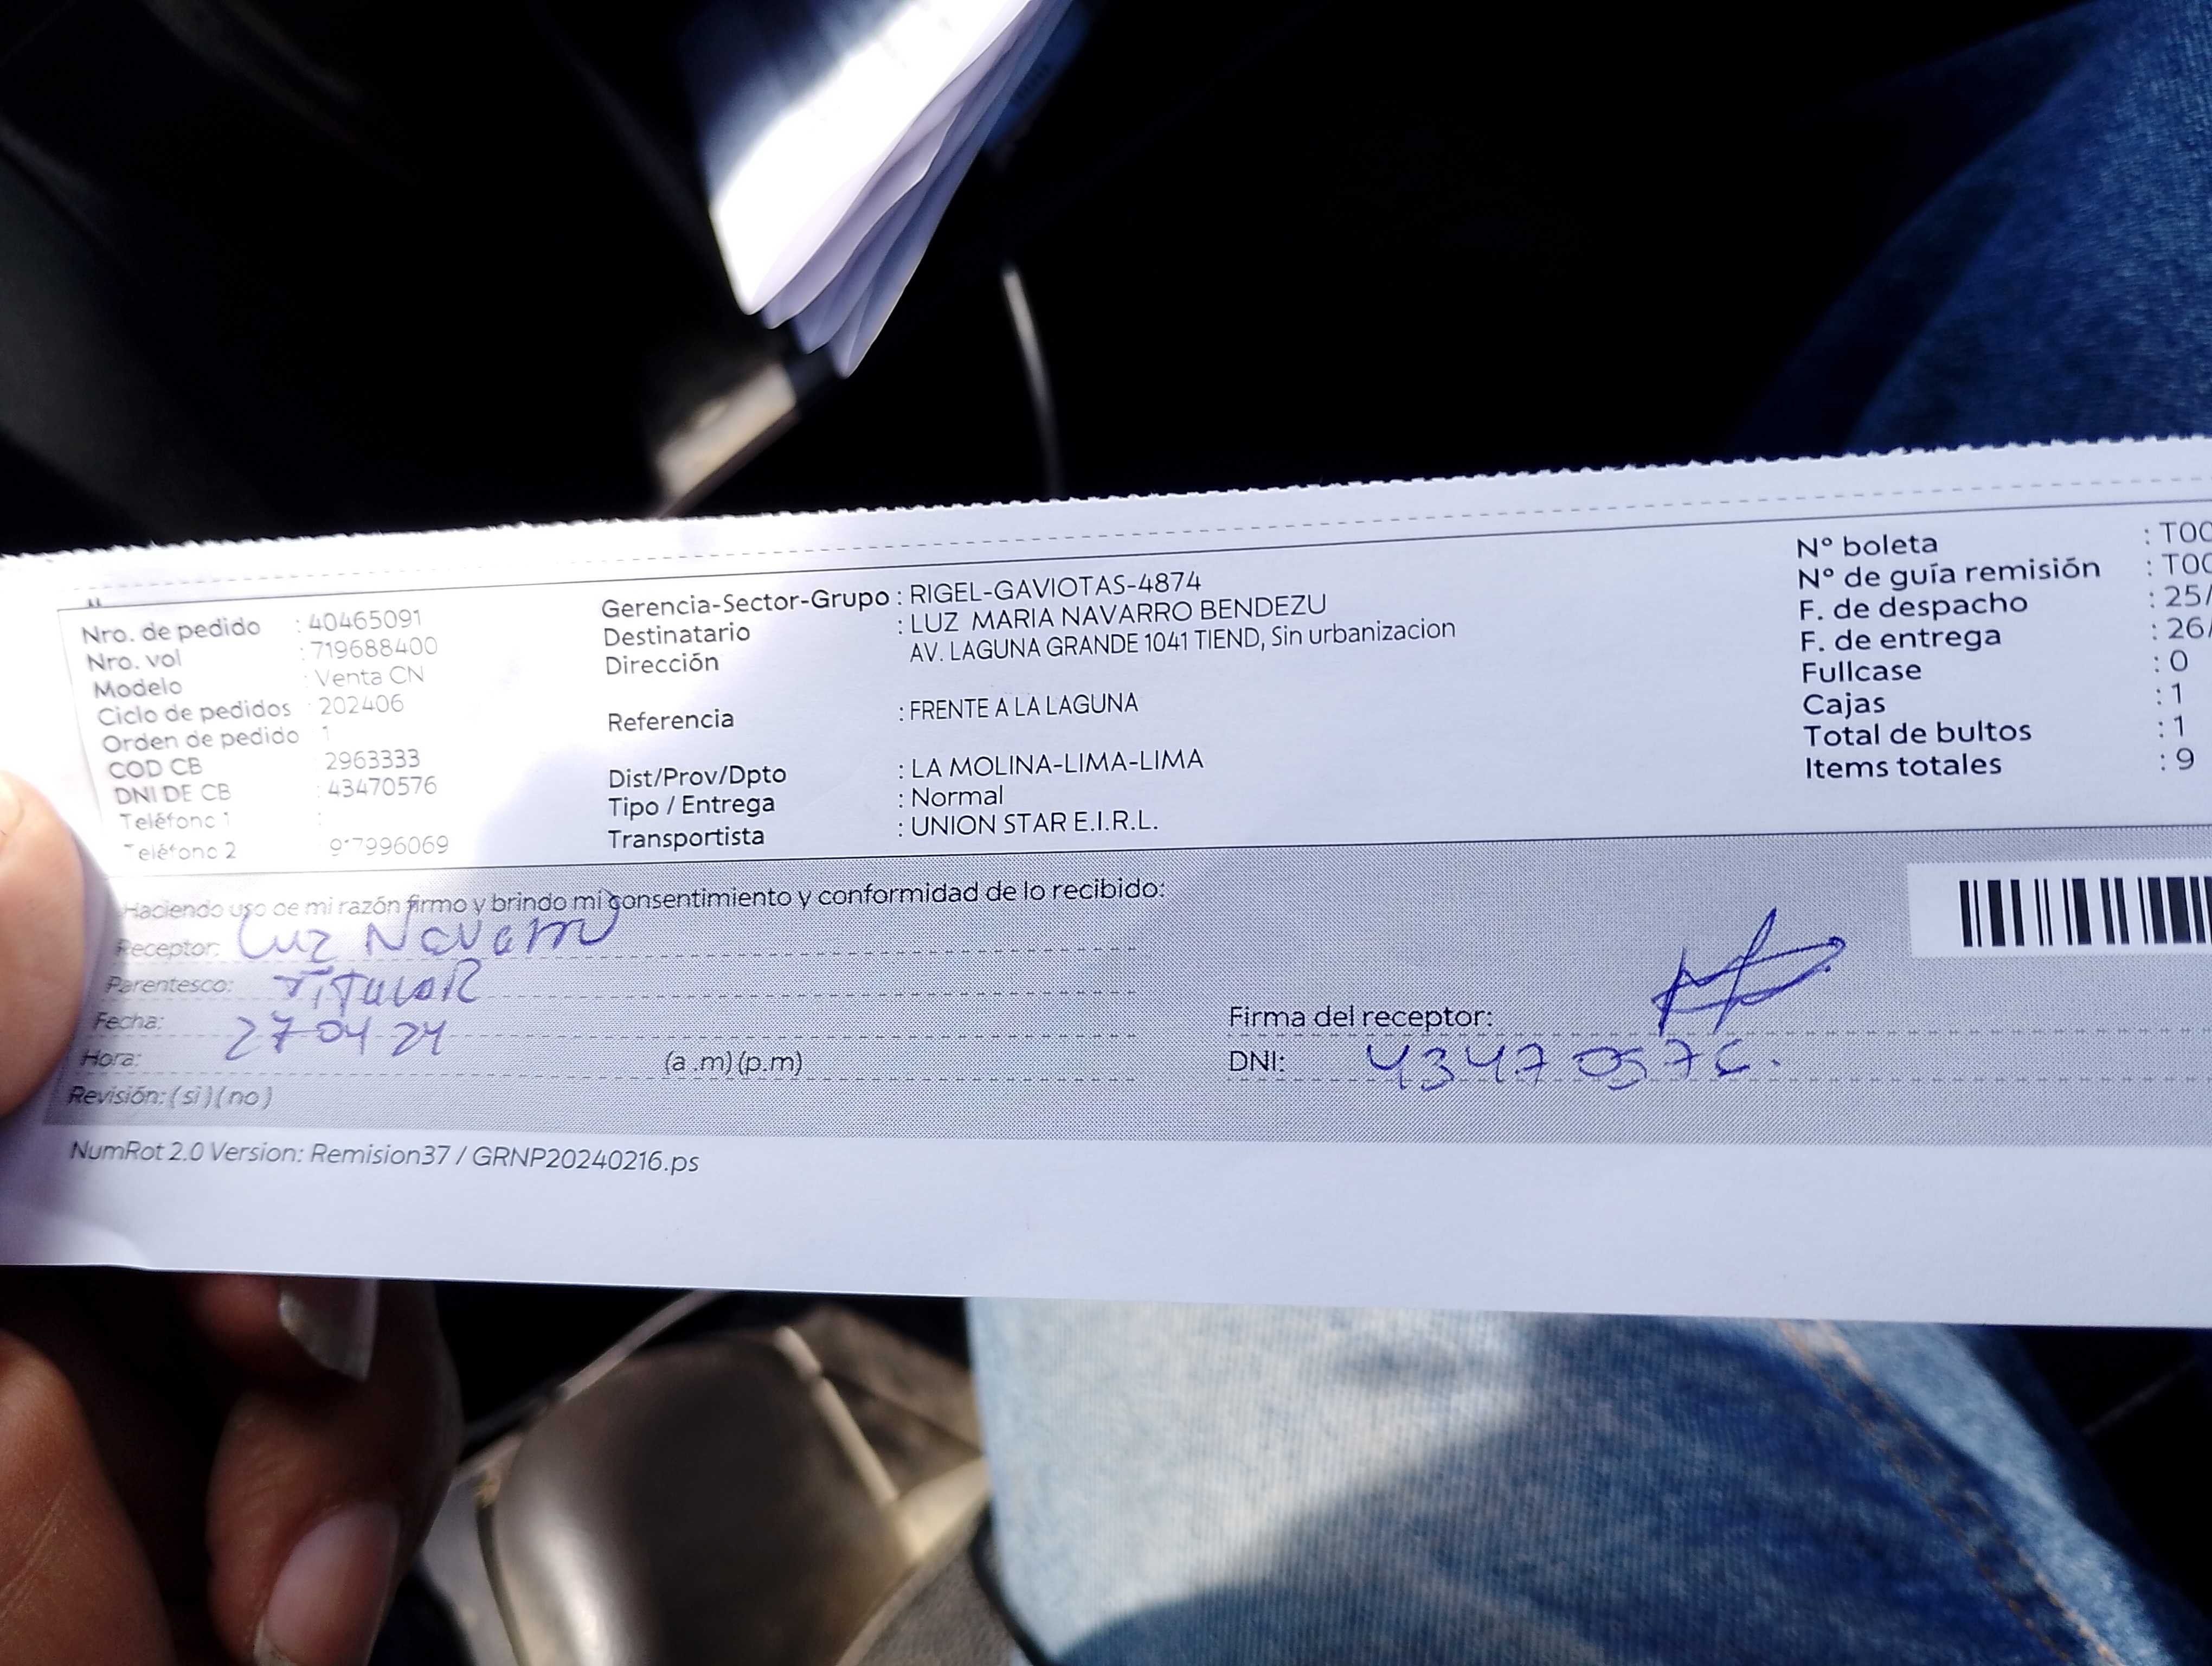 Nro. de pedido : 40465091
Nro. vol : 719688400
Modelo : Venta CN
Ciclo de pedidos : 202406
Orden de pedido 1
COD CB 2963333
DNI DE CB : 43470576
Teléfono 1 :
Teléfono 2
Gerencia-Sector-Grupo : RIGEL-GAVIOTAS-4874
Destinatario : LUZ MARIA NAVARRO BENDEZU
Dirección AV. LAGUNA GRANDE 1041 TIEND, Sin urbanizacion
Referencia : FRENTE A LA LAGUNA
Dist/Prov/Dpto : LA MOLINA-LIMA-LIMA
Tipo / Entrega : Normal
Transportista : UNION STAR E.I.R.L.
N° boleta
N° de guía remisión
F. de despacho : 25/
F. de entrega : 26/
Fullcase : 0
Cajas : 1
Total de bultos : 1
Items totales : 9
Haciendo uso de mi razón firmo y brindo mi consentimiento y conformidad de lo recibido:
Receptor: Luz Navarro
Parentesco: TiTulaR
Fecha: 27 04 24
Hora: (a .m) (p.m)
Revisión: (si) (no)
Firma del receptor:
DNI: 43470576.
NumRot 2.0 Version: Remision37 / GRNP20240216.ps